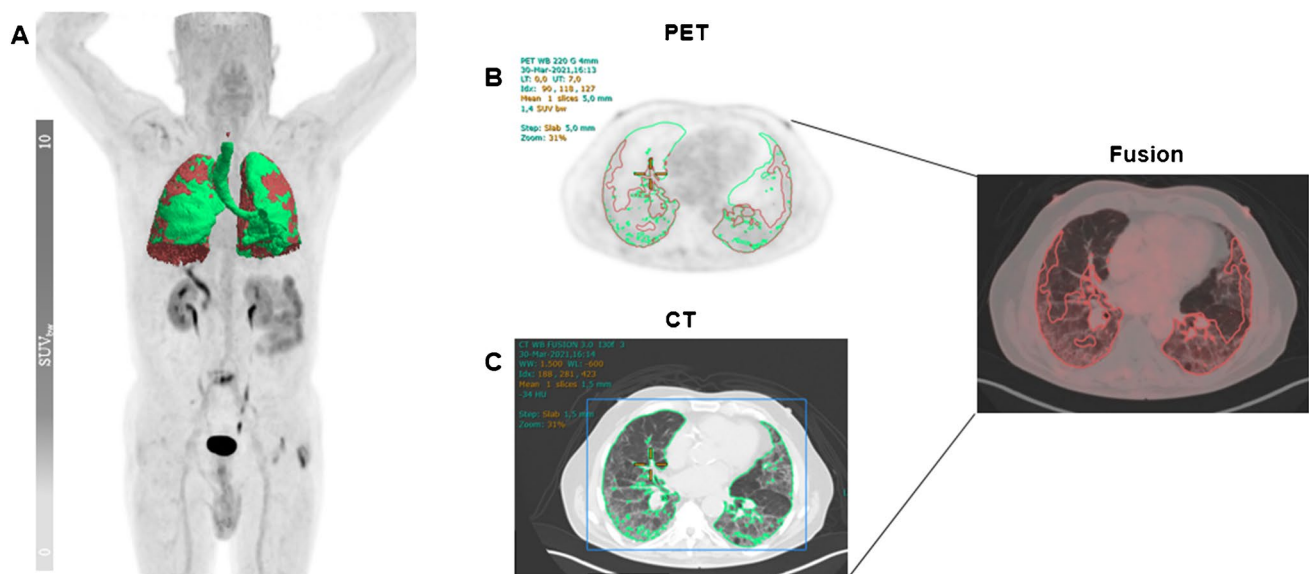 A
10
SUVbw
0
PET
B
PET WB 220 G 4mm
30-Mar-2021,16:13
LT: 0,0 UT: 7,0
Idx: 90 , 118 , 127
Mean 1 slices 5,0 mm
1,4 SUV bw
Step: Slab 5,0 mm
Zoom: 31%
CT
C
CT WB FUSION 3.0 I30f 3
30-Mar-2021,16:14
WW: 1.500 WL: -600
Idx: 188 , 281 , 423
Mean 1 slices 1,5 mm
-34 HU
Step: Slab 1,5 mm
Zoom: 31%
L
Fusion